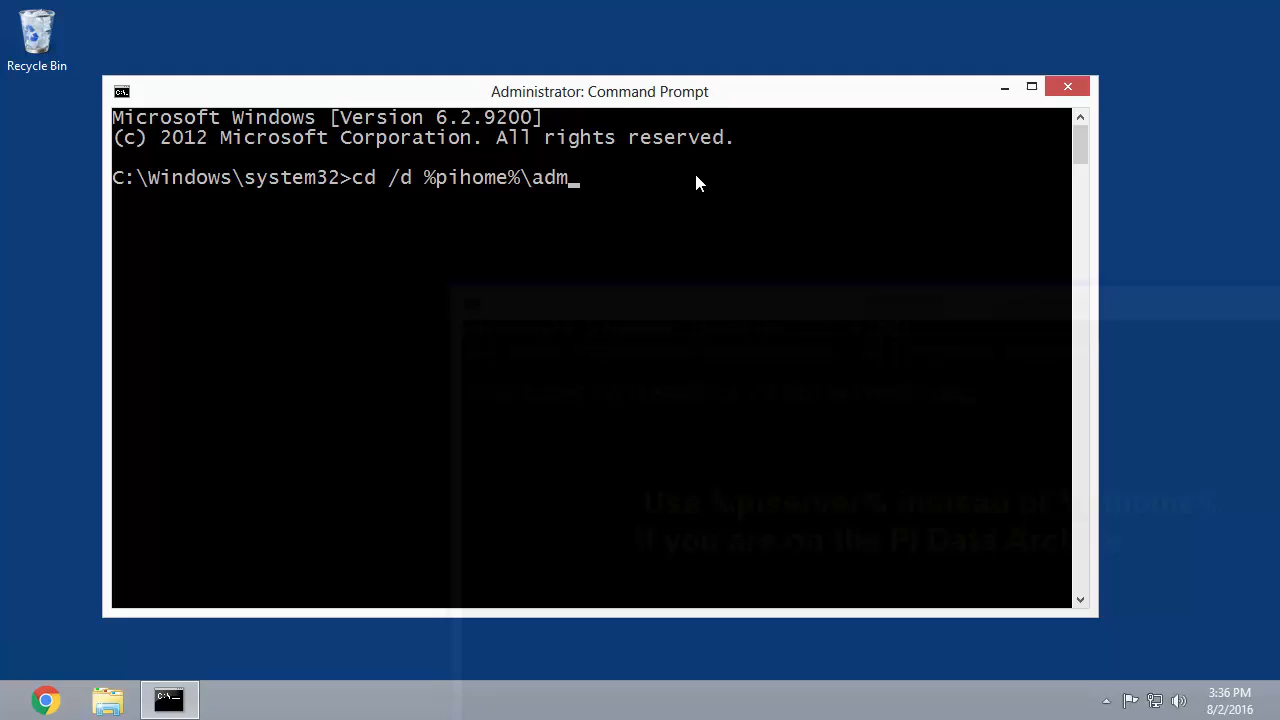 Recycle Bin
Administrator: Command Prompt
Microsoft Windows [Version 6.2.9200]
(c) 2012 Microsoft Corporation. All rights reserved.
C:\Windows\system32>cd /d %pihome%\adm_
Use %piserver% instead of %pihome%
if you are on the PI Data Archive
3:36 PM
8/2/2016